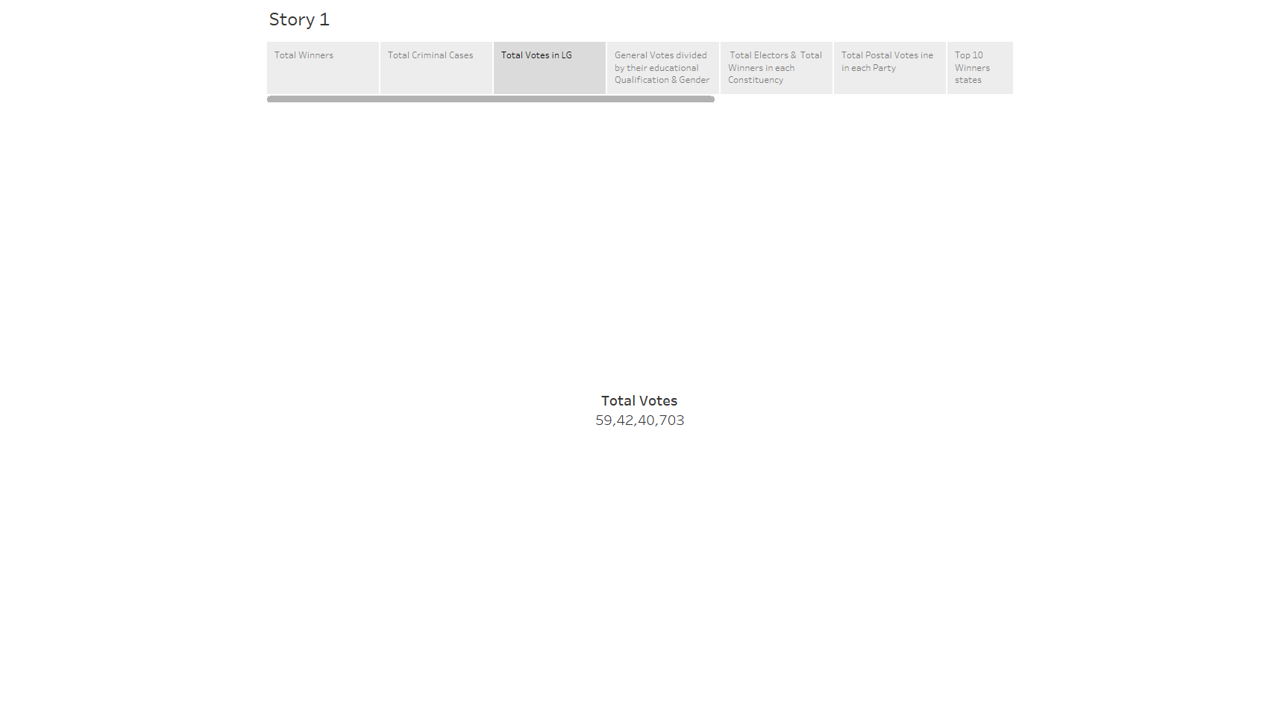 Story 1
Total Winners
Total Criminal Cases
Total Votes in LG
General Votes divided
by their educational
Qualification & Gender
Total Electors & Total
Winners in each
Constituency
Total Postal Votes ine
in each Party
Top 10
Winners
states
Total Votes
59,42,40,703